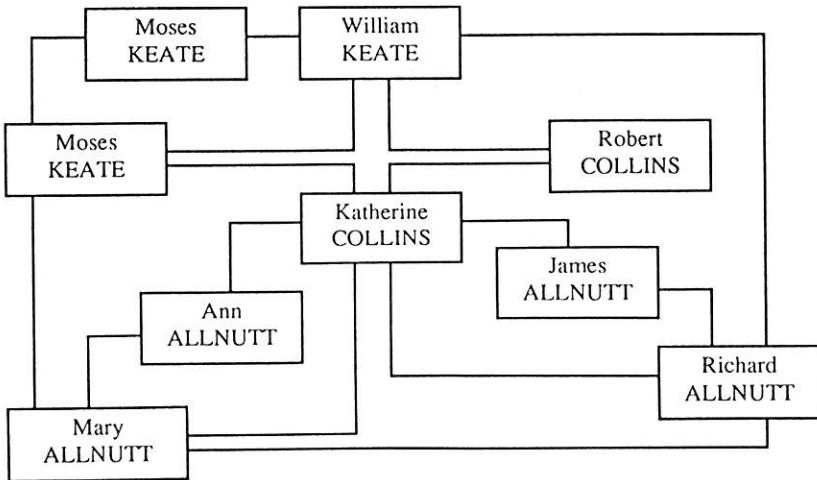 Moses
KEATE
William
KEATE
Moses
KEATE
Robert
COLLINS
Katherine
COLLINS
James
ALLNUTT
Ann
ALLNUTT
Richard
ALLNUTT
Mary
ALLNUTT